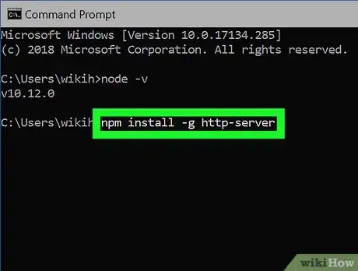 Command Prompt
Microsoft Windows [Version 10.0.17134.285]
(c) 2018 Microsoft Corporation. All rights reserved.
C:\Users\wikih>node -v
v10.12.0
C:\Users\wikih>npm install -g http-server
wikiHow